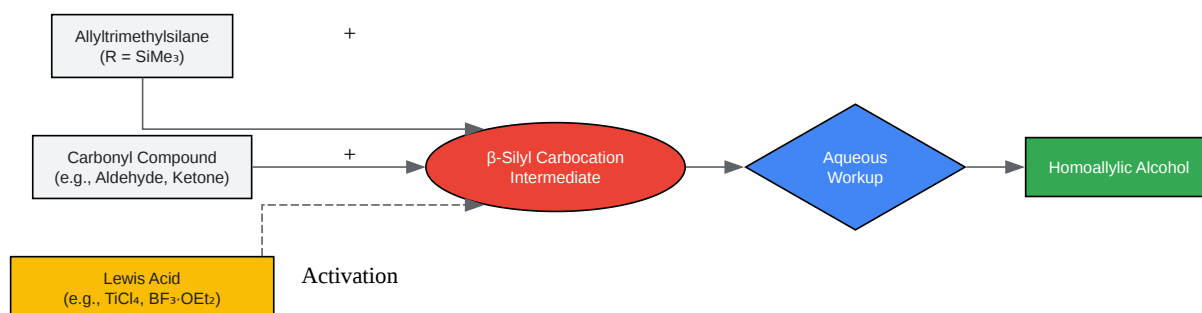 Allyltrimethylsilane
(R = SiMe₃)
+
Carbonyl Compound
(e.g., Aldehyde, Ketone)
+
β-Silyl Carbocation
Intermediate
Aqueous
Workup
Homoallylic Alcohol
Lewis Acid
(e.g., TiCl₄, BF₃·OEt₂)
Activation